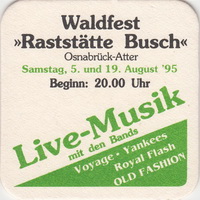 Waldfest
»Raststätte Busch«
Osnabrück-Atter
Samstag, 5. und 19. August '95
Beginn: 20.00 Uhr
Live-Musik
mit den Bands
Voyage · Yankees
Royal Flash
OLD FASHION